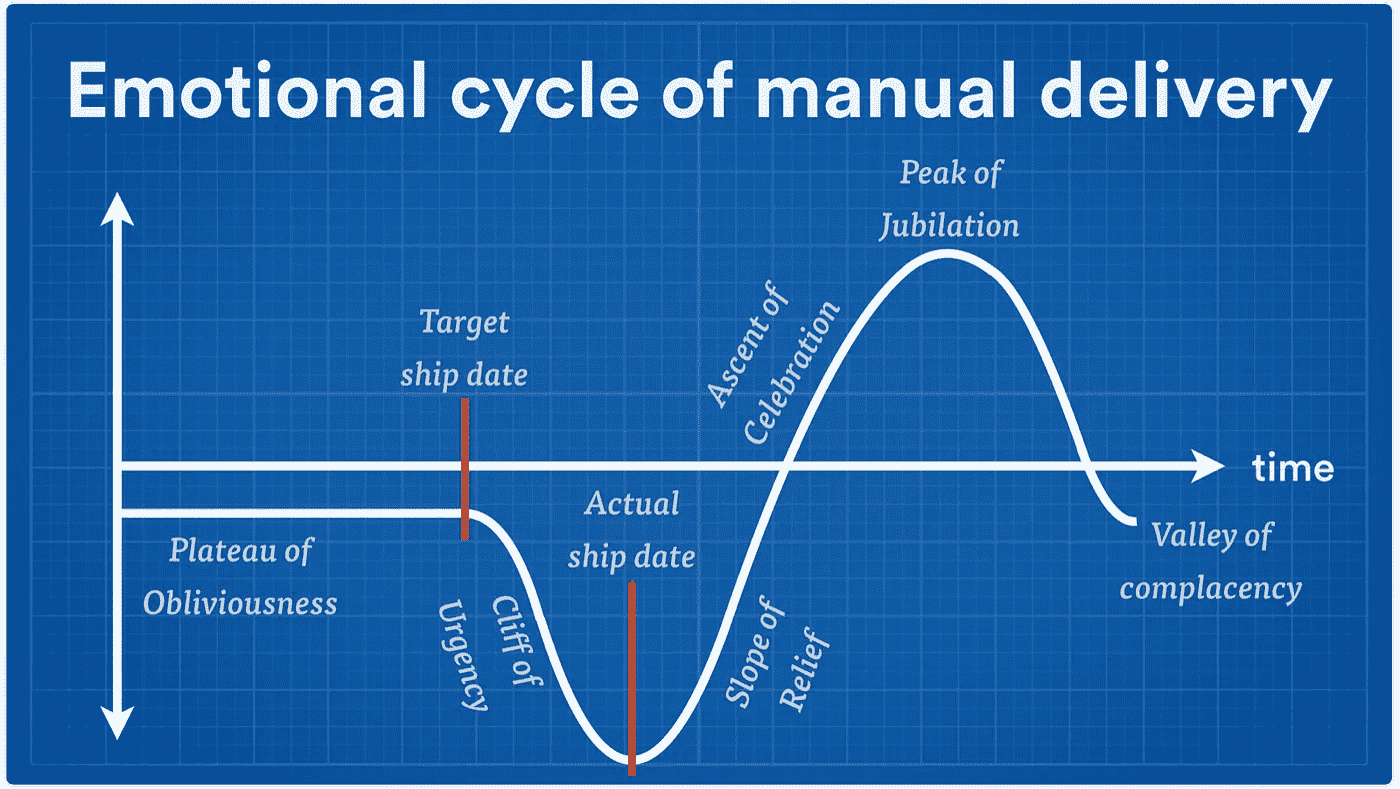 Emotional cycle of manual delivery
Peak of
Jubilation
Ascent of
Celebration
Target
ship date
time
Actual
ship date
Plateau of
Obliviousness
Cliff of
Urgency
Slope of
Relief
Valley of
complacency